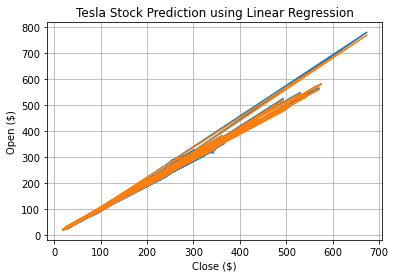 Tesla Stock Prediction using Linear Regression
800
700
600
500
400
300
200
100
0
Open ($)
0 100 200 300 400 500 600 700
Close ($)